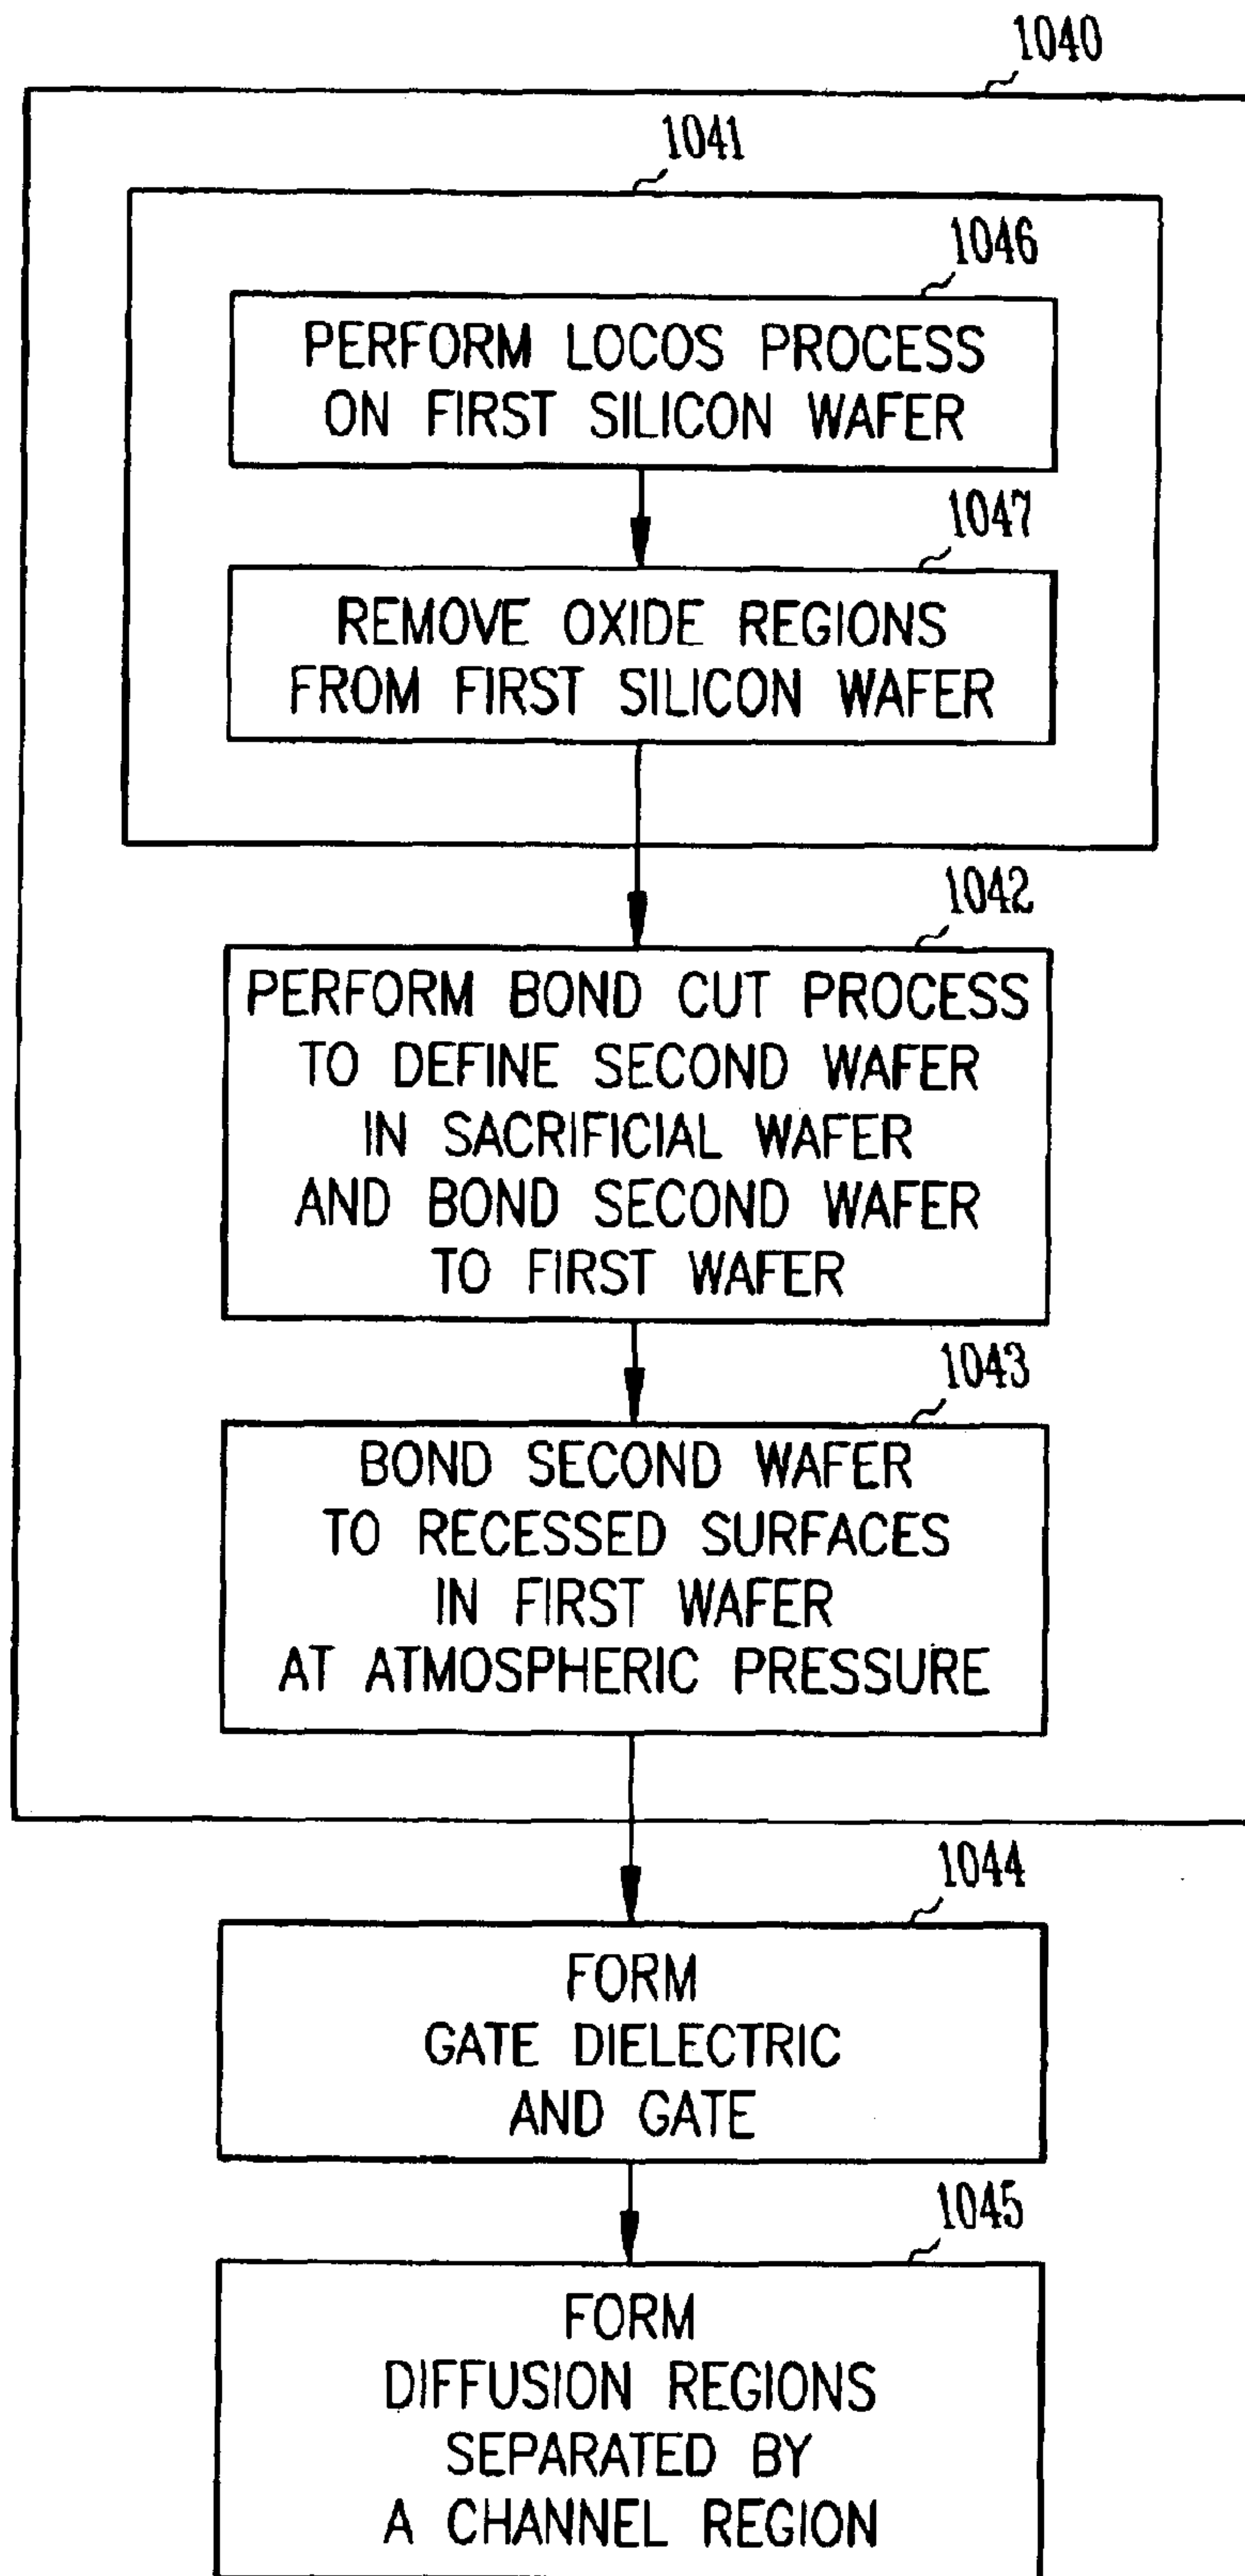 1040
1041
1046
PERFORM LOCOS PROCESS
ON FIRST SILICON WAFER
1047
REMOVE OXIDE REGIONS
FROM FIRST SILICON WAFER
1042
PERFORM BOND CUT PROCESS
TO DEFINE SECOND WAFER
IN SACRIFICIAL WAFER
AND BOND SECOND WAFER
TO FIRST WAFER
1043
BOND SECOND WAFER
TO RECESSED SURFACES
IN FIRST WAFER
AT ATMOSPHERIC PRESSURE
1044
FORM
GATE DIELECTRIC
AND GATE
1045
FORM
DIFFUSION REGIONS
SEPARATED BY
A CHANNEL REGION